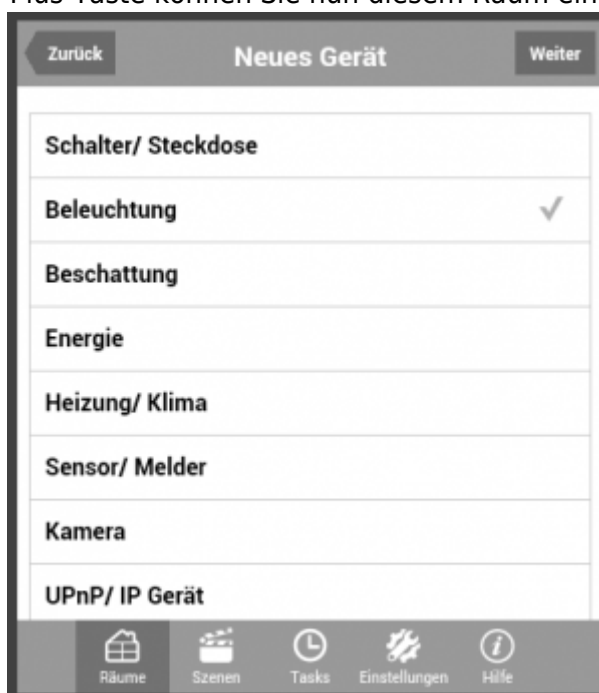 Plus-Taste können Sie nun diesem Raum ein
Zurück
Neues Gerät
Weiter
Schalter/ Steckdose
Beleuchtung
Beschattung
Energie
Heizung/ Klima
Sensor/ Melder
Kamera
UPnP/ IP Gerät
Räume
Szenen
Tasks
Einstellungen
Hilfe